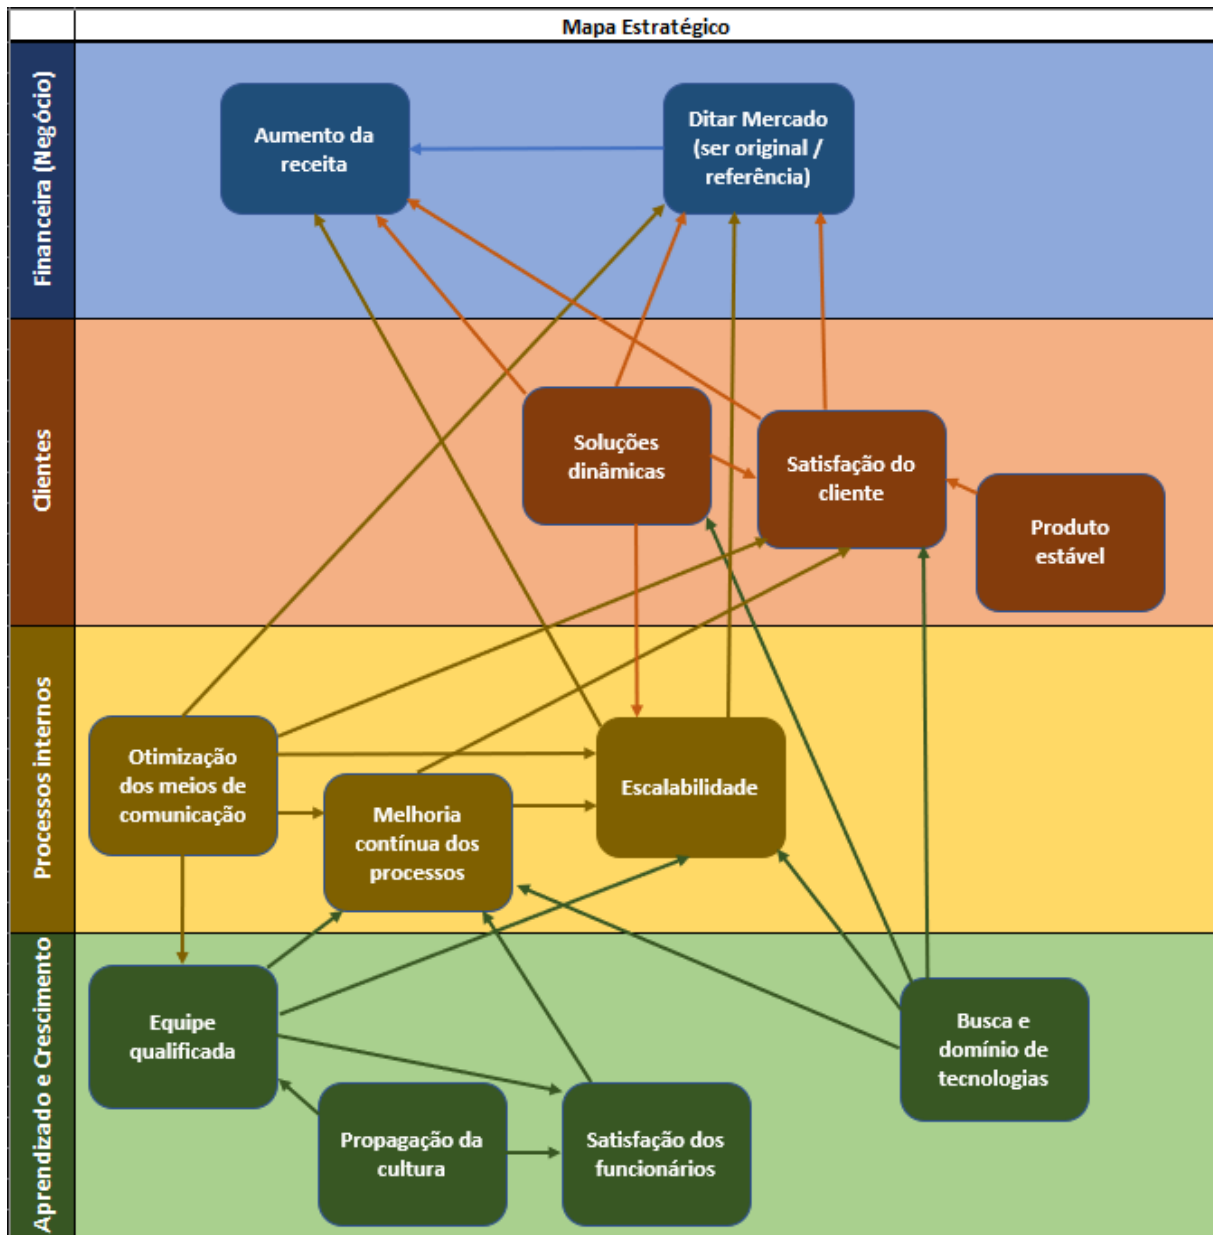 Mapa Estratégico
Financeira (Negócio)
Aumento da
receita
Ditar Mercado
(ser original /
referência)
Clientes
Soluções
dinâmicas
Satisfação do
cliente
Produto
estável
Processos internos
Otimização
dos meios de
comunicação
Melhoria
contínua dos
processos
Escalabilidade
Aprendizado e Crescimento
Equipe
qualificada
Busca e
domínio de
tecnologias
Propagação da
cultura
Satisfação dos
funcionários